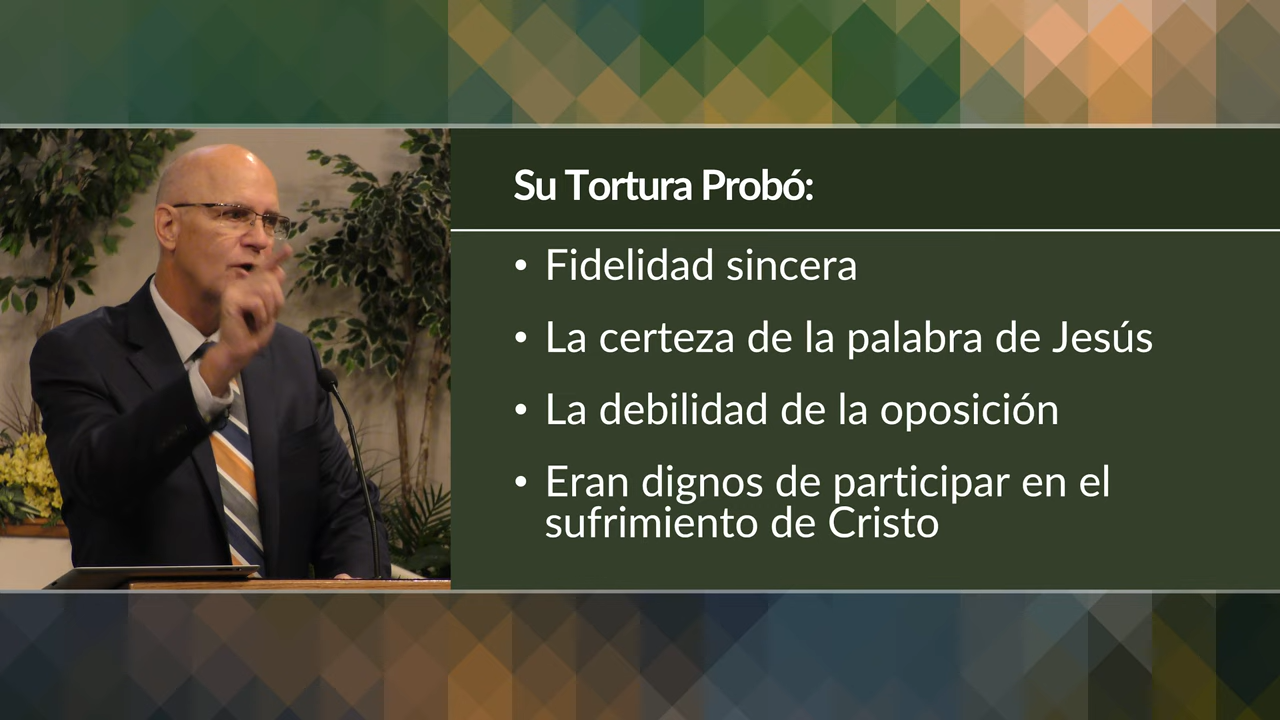 Su Tortura Probó:
• Fidelidad sincera
• La certeza de la palabra de Jesús
• La debilidad de la oposición
• Eran dignos de participar en el
sufrimiento de Cristo